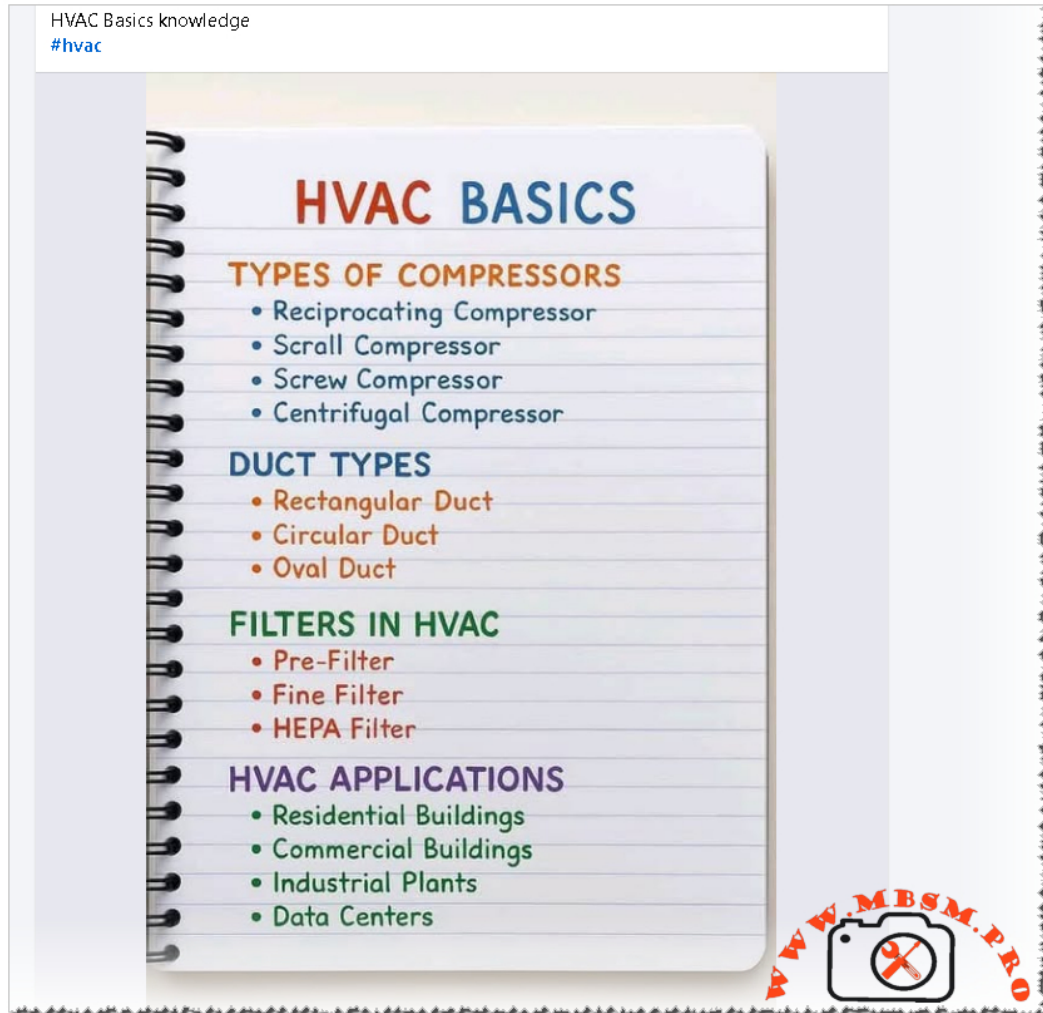 HVAC Basics knowledge
#hvac
HVAC BASICS
TYPES OF COMPRESSORS
• Reciprocating Compressor
• Scrall Compressor
• Screw Compressor
• Centrifugal Compressor
DUCT TYPES
• Rectangular Duct
• Circular Duct
• Oval Duct
FILTERS IN HVAC
• Pre-Filter
• Fine Filter
• HEPA Filter
HVAC APPLICATIONS
• Residential Buildings
• Commercial Buildings
• Industrial Plants
• Data Centers
WWW.MBSM.PRO